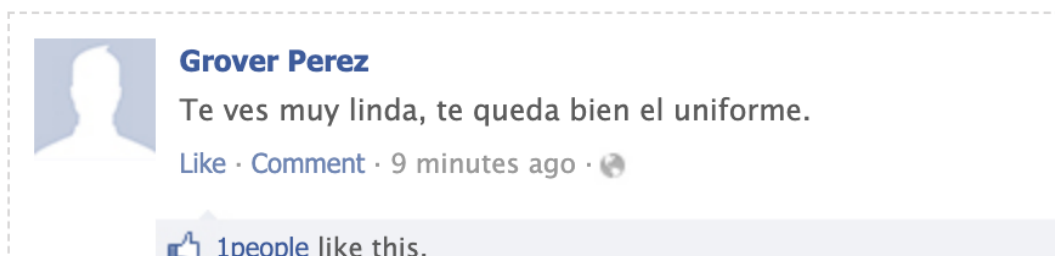 Grover Perez
Te ves muy linda, te queda bien el uniforme.
Like · Comment · 9 minutes ago ·
1people like this.